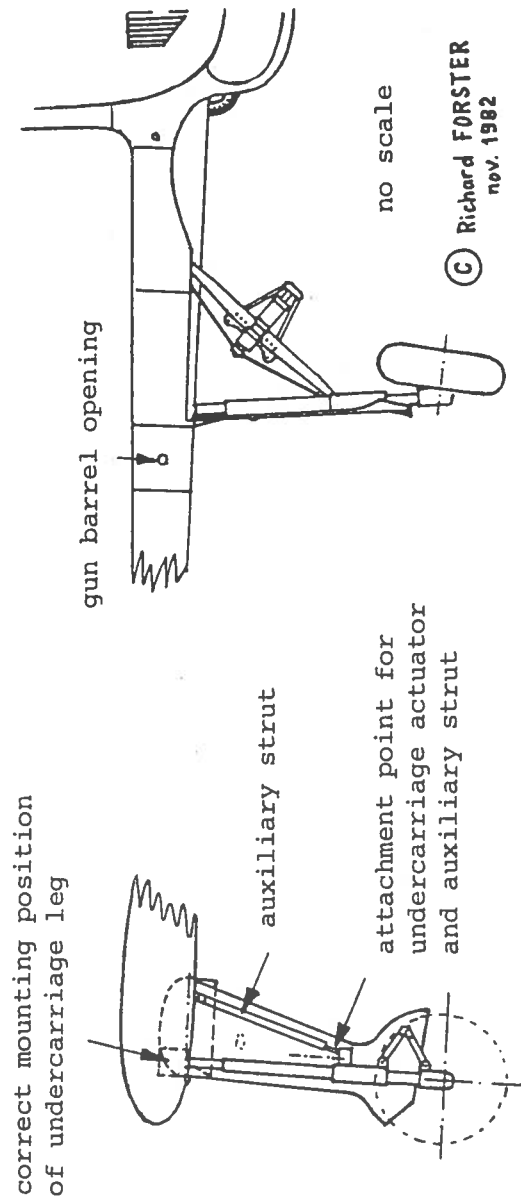 correct mounting position
of undercarriage leg
auxiliary strut
attachment point for
undercarriage actuator
and auxiliary strut
gun barrel opening
no scale
© Richard FORSTER
nov. 1982